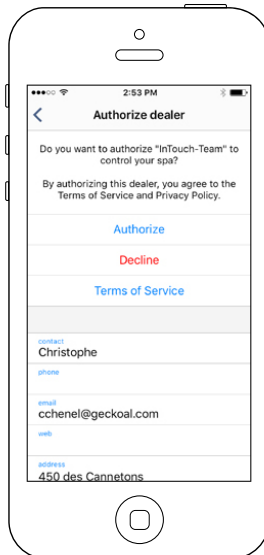 2:53 PM
Authorize dealer
Do you want to authorize "InTouch-Team" to
control your spa?
By authorizing this dealer, you agree to the
Terms of Service and Privacy Policy.
Authorize
Decline
Terms of Service
contact
Christophe
phone
email
cchenel@geckoal.com
web
address
450 des Cannetons